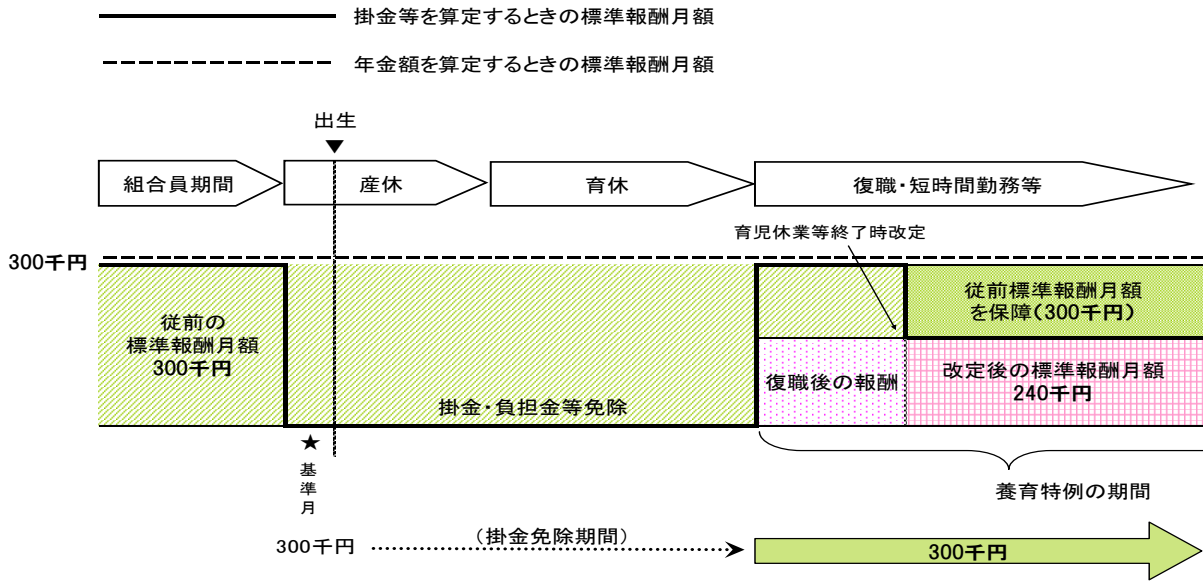 掛金等を算定するときの標準報酬月額
年金額を算定するときの標準報酬月額
出生
▼
組合員期間
産休
育休
復職・短時間勤務等
育児休業等終了時改定
300千円
従前の
標準報酬月額
300千円
従前標準報酬月額
を保障(300千円)
復職後の報酬
改定後の標準報酬月額
240千円
掛金・負担金等免除
★
基準月
養育特例の期間
300千円
(掛金免除期間)
300千円